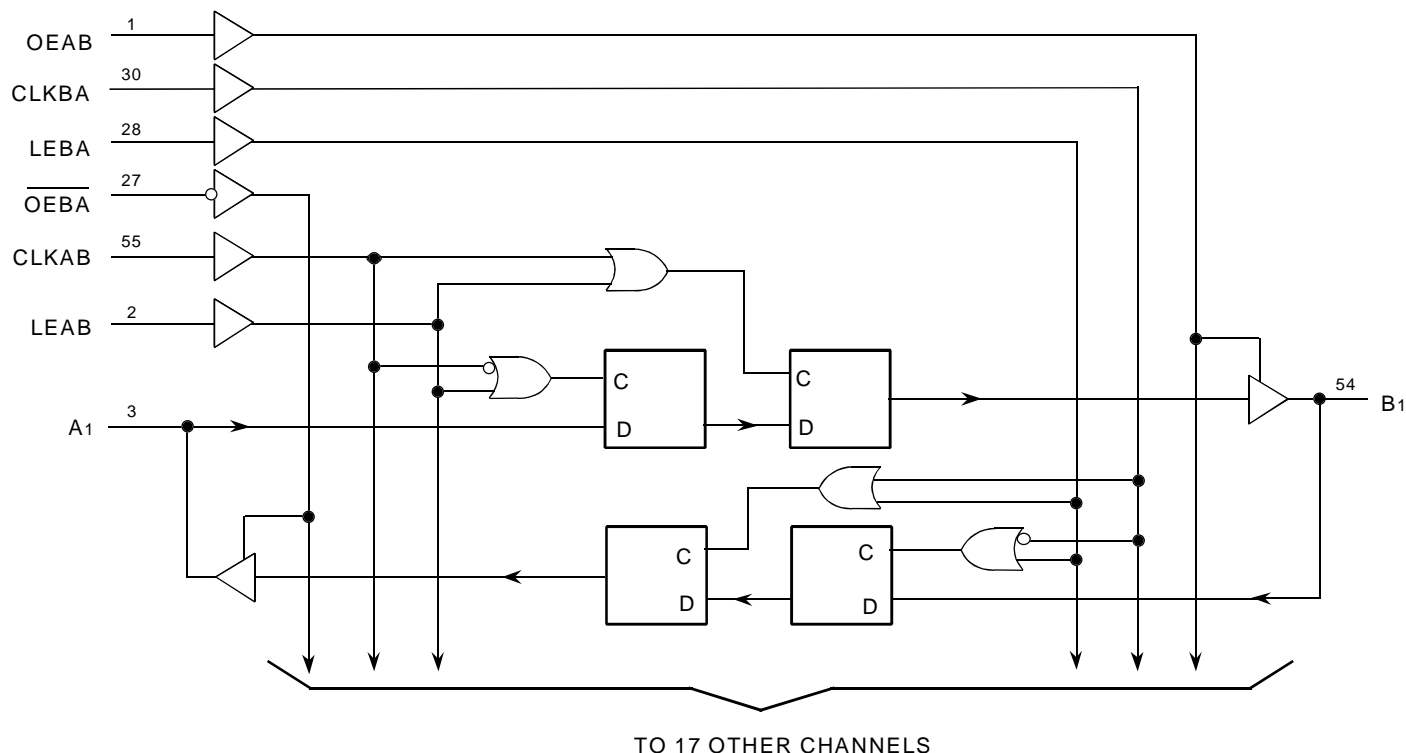 1
OEAB
30
CLKBA
28
LEBA
27
OEBA
55
CLKAB
2
LEAB
C
C
3
A1
D
D
54
B1
C
C
D
D
TO 17 OTHER CHANNELS